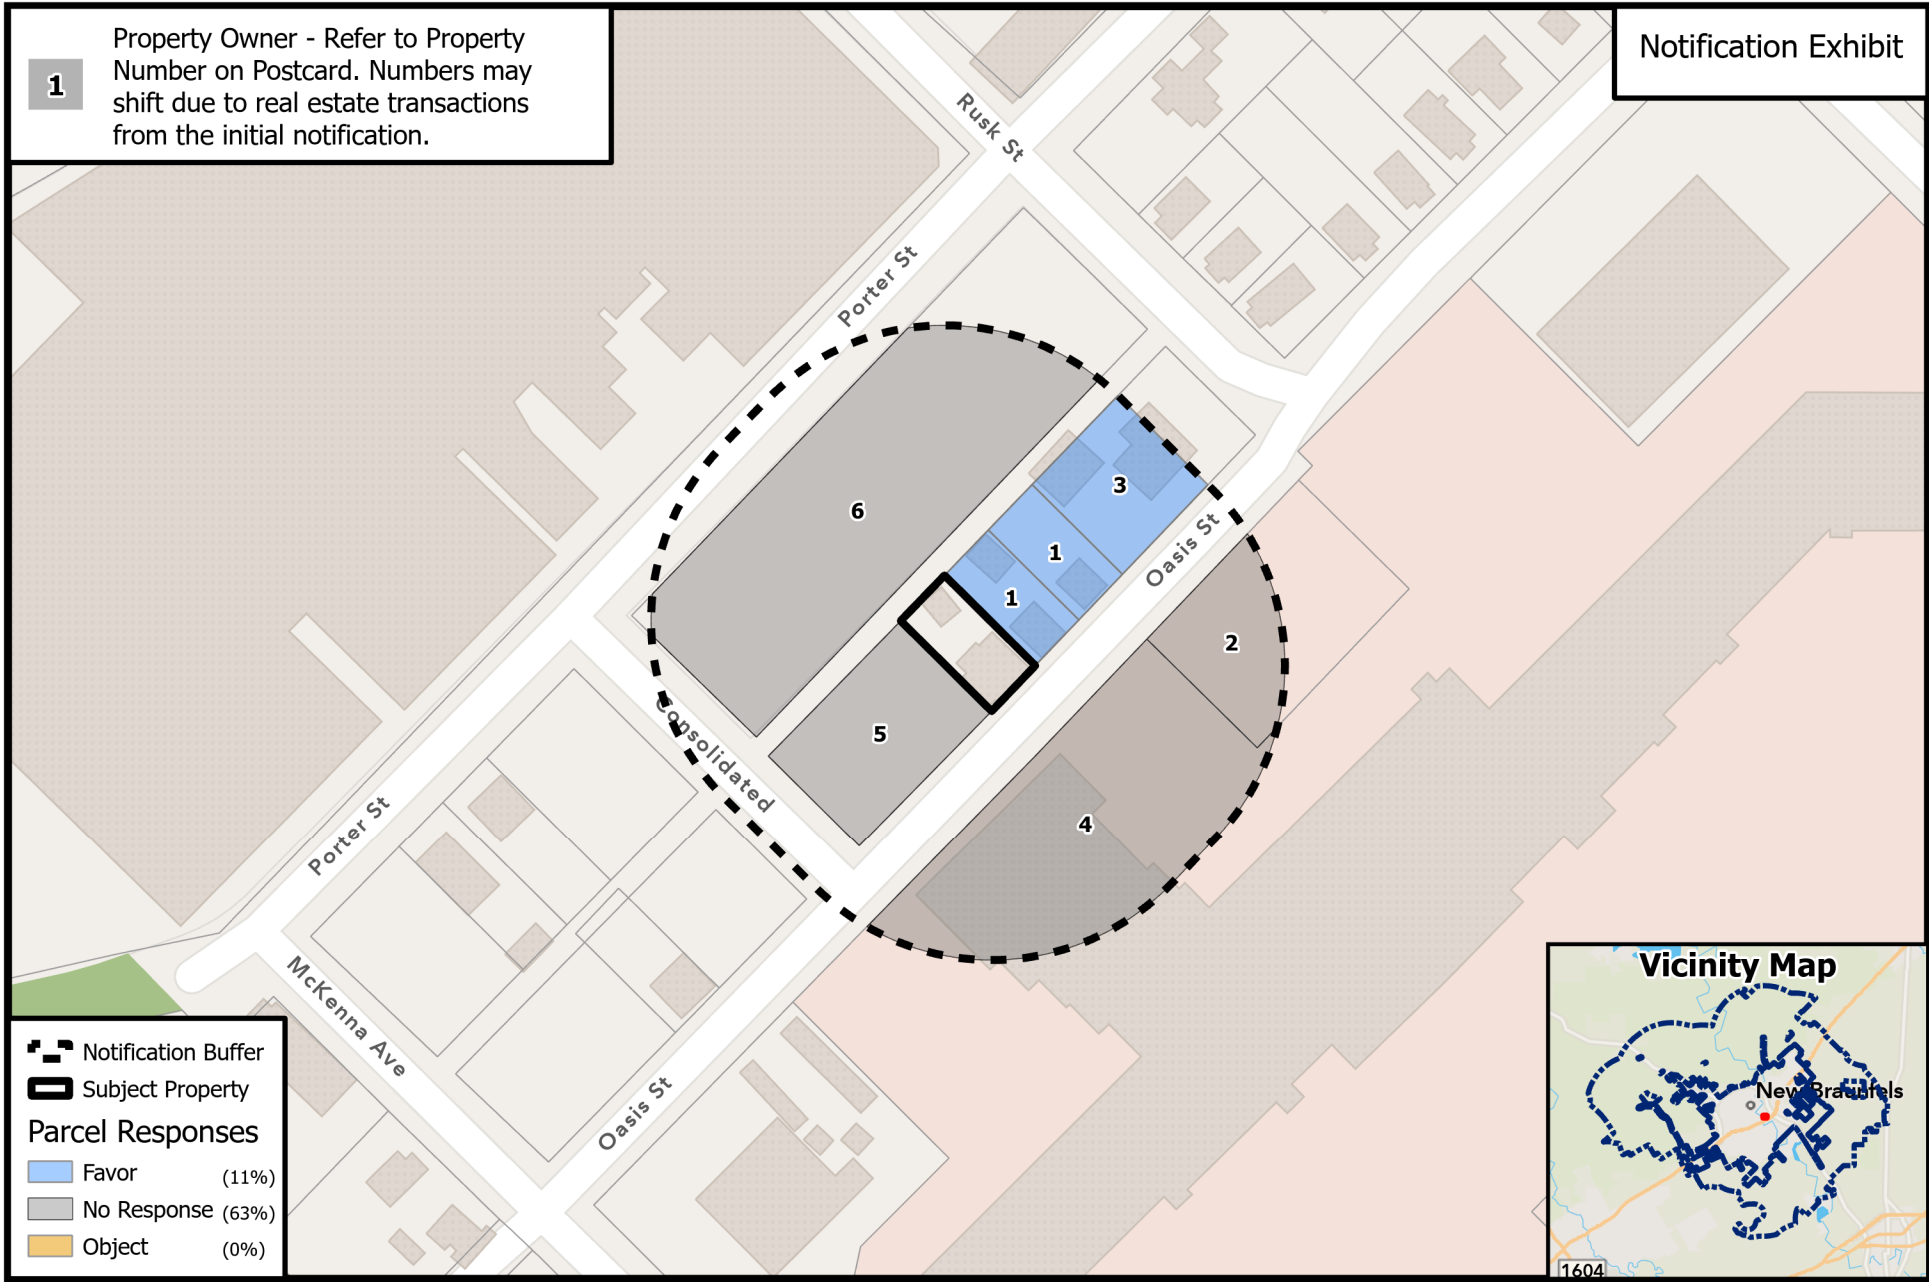 1
Property Owner - Refer to Property
Number on Postcard. Numbers may
shift due to real estate transactions
from the initial notification.
Notification Exhibit
Rusk St
Porter St
3
6
1
Oasis St
1
2
5
Consolidated
4
Porter St
McKenna Ave
Oasis St
Notification Buffer
Subject Property
Parcel Responses
Favor (11%)
No Response (63%)
Object (0%)
Vicinity Map
New Braunfels
1604